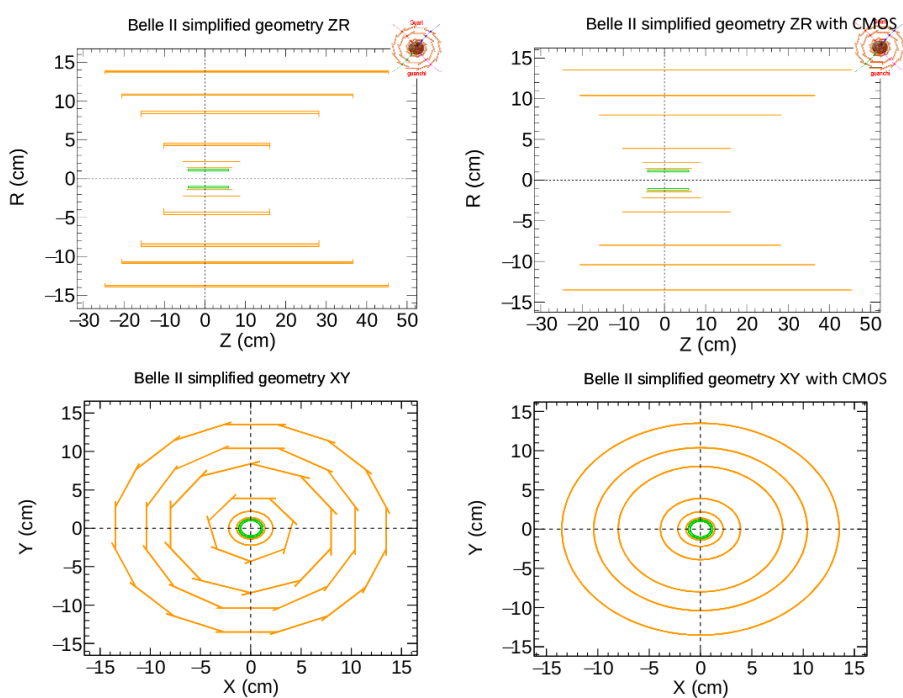 Belle II simplified geometry ZR
Guarl
guanchi
15
10
5
0
−5
−10
−15
R (cm)
−30 −20 −10 0 10 20 30 40 50
Z (cm)
Belle II simplified geometry ZR with CMOS
guanchi
15
10
5
0
−5
−10
−15
R (cm)
−30 −20 −10 0 10 20 30 40 50
Z (cm)
Belle II simplified geometry XY
15
10
5
0
−5
−10
−15
Y (cm)
−15 −10 −5 0 5 10 15
X (cm)
Belle II simplified geometry XY with CMOS
15
10
5
0
−5
−10
−15
Y (cm)
−15 −10 −5 0 5 10 15
X (cm)